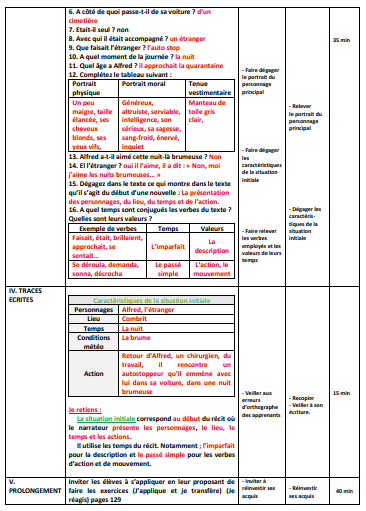 6. A côté de quoi passe-t-il de sa voiture ? d'un
cimetière
7. Etait-il seul ? non
8. Avec qui il était accompagné ? un étranger
9. Que faisait l'étranger ? l'auto stop
10. A quel moment de la journée ? la nuit
11. Quel âge a Alfred ? il approchait la quarantaine
12. Complétez le tableau suivant :
Portrait physique
Portrait moral
Tenue vestimentaire
Un peu maigre, taille élancée, ses cheveux blonds, ses yeux vifs,
Généreux, altruiste, serviable, intelligence, son sérieux, sa sagesse, sang-froid, énervé, inquiet
Manteau de toile gris clair,
13. Alfred a-t-il aimé cette nuit-là brumeuse ? Non
14. El l'étranger ? oui il l'aime, il a dit : « Non, moi
j'aime les nuits brumeuses... »
15. Dégagez dans le texte ce qui montre dans le texte
qu'il s'agit du début d'une nouvelle : La présentation
des personnages, du lieu, du temps et de l'action.
16. A quel temps sont conjugués les verbes du texte ?
Quelles sont leurs valeurs ?
Exemple de verbes
Temps
Valeurs
Faisait, était, brillaient, approchait, se sentait...
L'imparfait
La description
Se déroula, demanda, sonna, décrocha
Le passé simple
L'action, le mouvement
- Faire dégager
le portrait du
personnage
principal
- Faire dégager
les
caractéristiques
de la situation
initiale
- Faire relever
les verbes
employés et les
valeurs de leurs
temps
- Relever
le portrait du
personnage
principal
- Dégager les
caractéris-
tiques de la
situation
initiale
35 min
IV. TRACES
ECRITES
Caractéristiques de la situation initiale
Personnages
Alfred, l'étranger
Lieu
Combrit
Temps
La nuit
Conditions météo
La brume
Action
Retour d'Alfred, un chirurgien, du
travail, il rencontre un
autostoppeur qu'il emmène avec
lui dans sa voiture, dans une nuit
brumeuse
Je retiens :
La situation initiale correspond au début du récit où
le narrateur présente les personnages, le lieu, le
temps et les actions.
Il utilise les temps du récit. Notamment ; l'imparfait
pour la description et le passé simple pour les verbes
d'action et de mouvement.
- Veiller aux
erreurs
d'orthographe
des apprenants
- Recopier
- Veiller à son
écriture.
15 min
V.
PROLONGEMENT
Inviter les élèves à s'appliquer en leur proposant de
faire les exercices (J'applique et je transfère) (Je
réagis) pages 129
- Inviter à
réinvestir ses
acquis
- Réinvestir
ses acquis
40 min